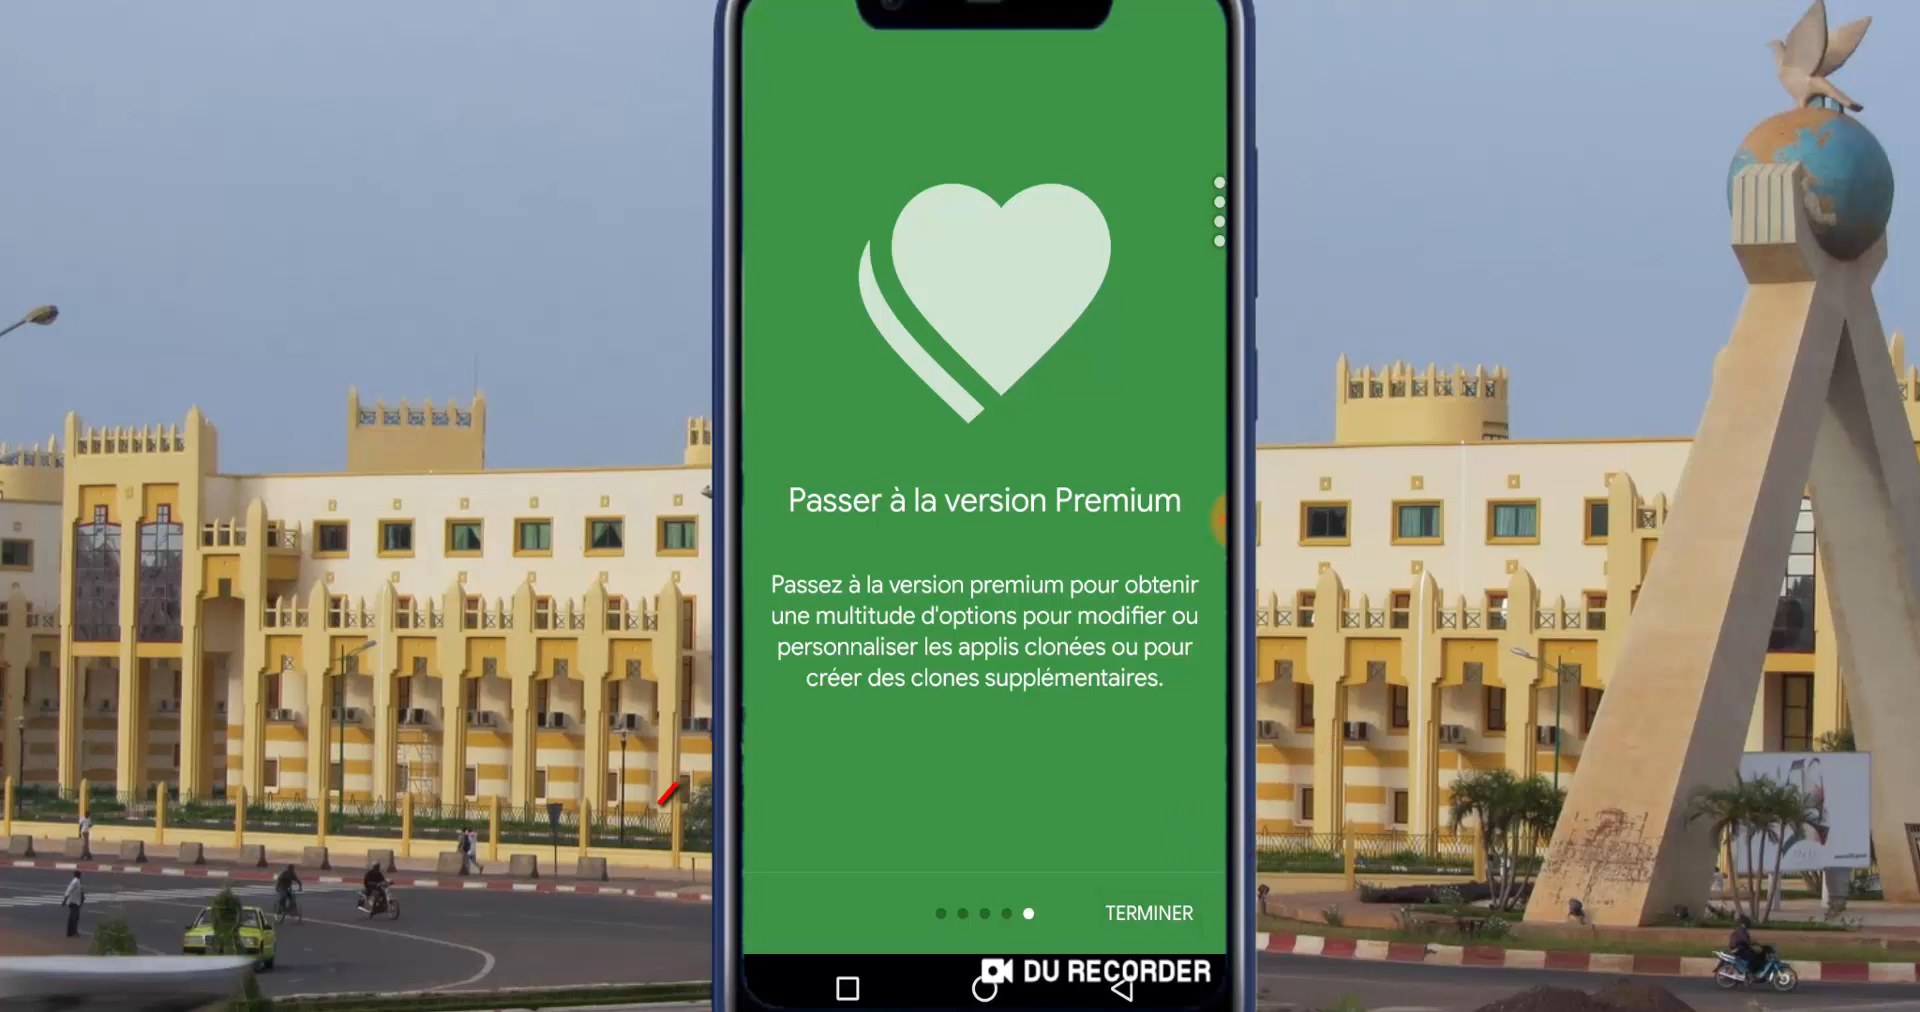 Passer à la version Premium
Passez à la version premium pour obtenir
une multitude d'options pour modifier ou
personnaliser les applis clonées ou pour
créer des clones supplémentaires.
TERMINER
DU RECORDER